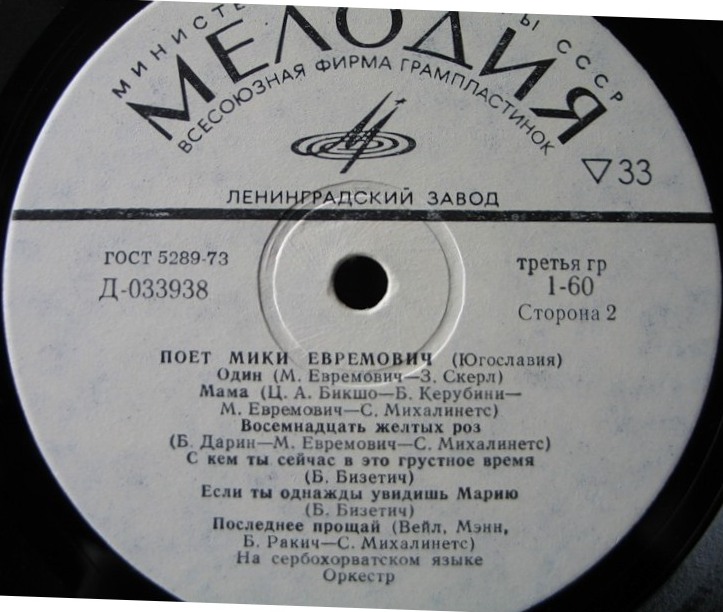 МИНИСТ Ы СССР
МЕЛОДИЯ
ВСЕСОЮЗНАЯ ФИРМА ГРАМПЛАСТИНОК
▽33
ЛЕНИНГРАДСКИЙ ЗАВОД
ГОСТ 5289-73
Д-033938
третья гр
1-60
Сторона 2
ПОЕТ МИКИ ЕВРЕМОВИЧ (Югославия)
Один (М. Евремович—З. Скерл)
Мама (Ц. А. Бикшо—Б. Керубини—
М. Евремович—С. Михалинетс)
Восемнадцать желтых роз
(Б. Дарин—М. Евремович—С. Михалинетс)
С кем ты сейчас в это грустное время
(Б. Бизетич)
Если ты однажды увидишь Марию
(Б. Бизетич)
Последнее прощай (Вейл, Мэнн,
Б. Ракич—С. Михалинетс)
На сербохорватском языке
Оркестр